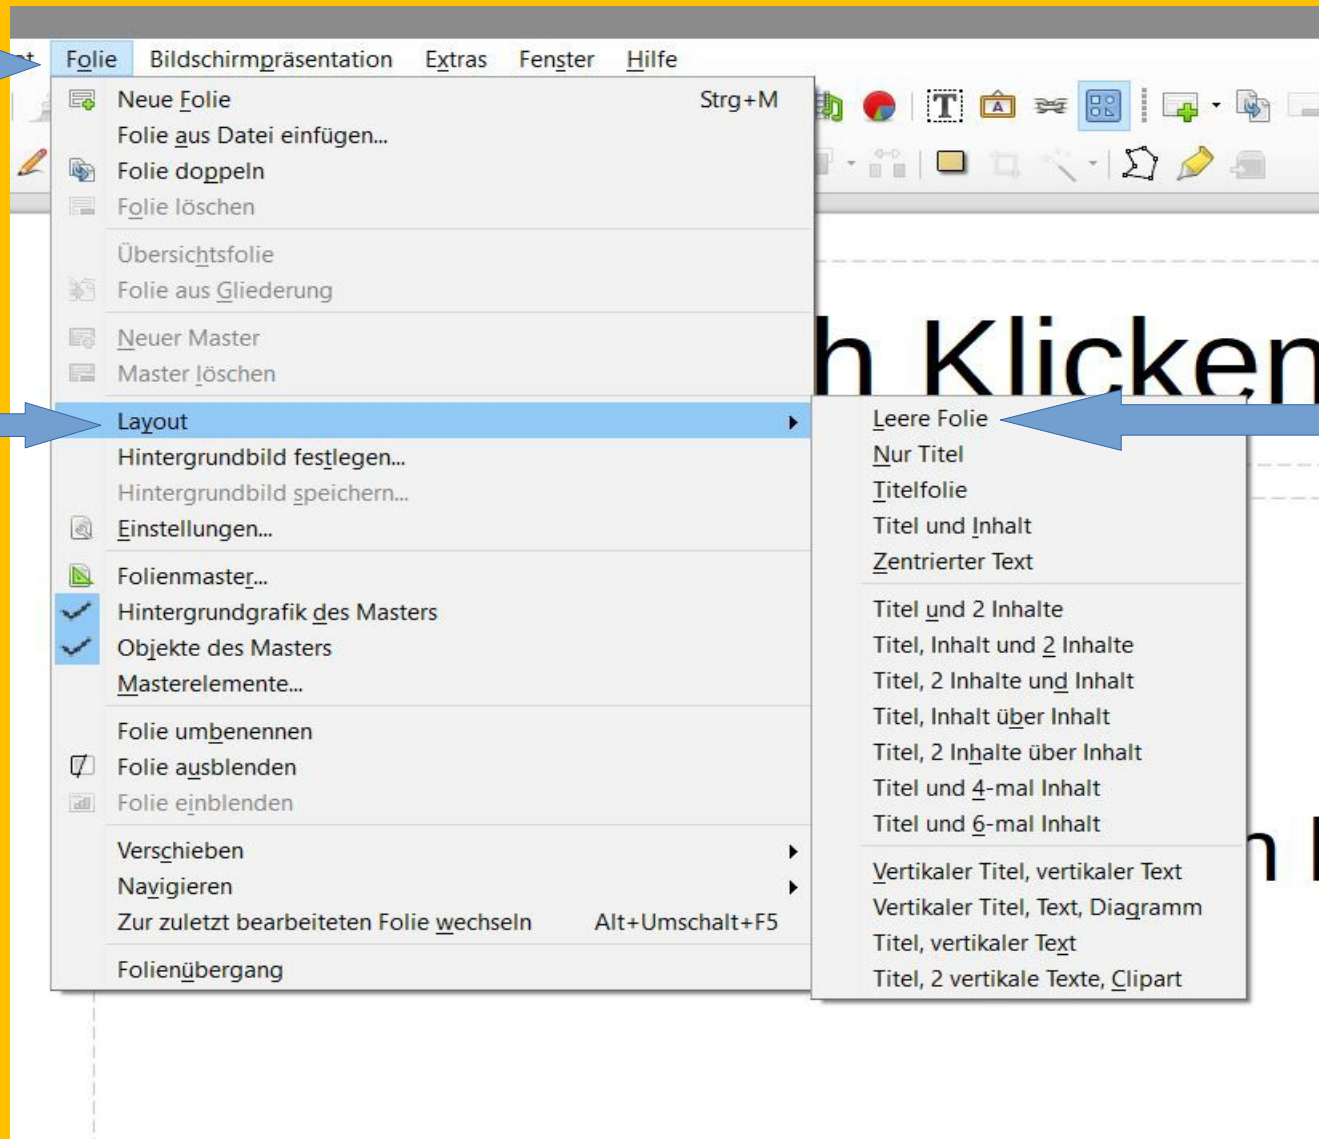 Folie Bildschirmpräsentation Extras Fenster Hilfe
Neue Folie Strg+M
Folie aus Datei einfügen...
Folie doppeln
Folie löschen
Übersichtsfolie
Folie aus Gliederung
Neuer Master
Master löschen
Layout
Hintergrundbild festlegen...
Hintergrundbild speichern...
Einstellungen...
Folienmaster...
Hintergrundgrafik des Masters
Objekte des Masters
Masterelemente...
Folie umbenennen
Folie ausblenden
Folie einblenden
Verschieben
Navigieren
Zur zuletzt bearbeiteten Folie wechseln Alt+Umschalt+F5
Folienübergang
h Klicken
Leere Folie
Nur Titel
Titelfolie
Titel und Inhalt
Zentrierter Text
Titel und 2 Inhalte
Titel, Inhalt und 2 Inhalte
Titel, 2 Inhalte und Inhalt
Titel, Inhalt über Inhalt
Titel, 2 Inhalte über Inhalt
Titel und 4-mal Inhalt
Titel und 6-mal Inhalt
Vertikaler Titel, vertikaler Text
Vertikaler Titel, Text, Diagramm
Titel, vertikaler Text
Titel, 2 vertikale Texte, Clipart